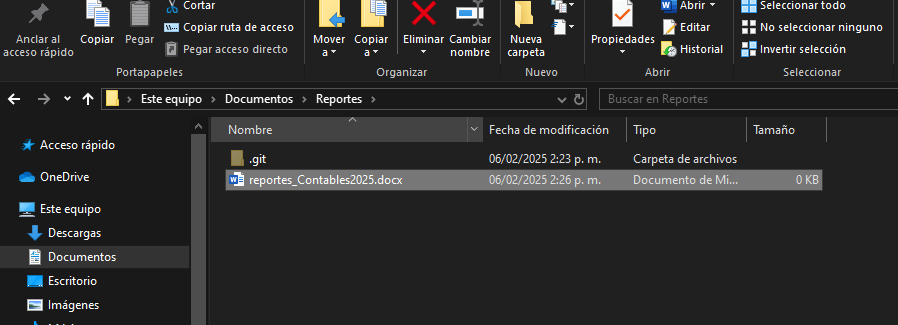 Anclar al
acceso rápido
Copiar
Pegar
Cortar
Copiar ruta de acceso
Pegar acceso directo
Portapapeles
Mover
a
Copiar
a
Eliminar
Cambiar
nombre
Organizar
Nueva
carpeta
Nuevo
Propiedades
Abrir
Editar
Historial
Abrir
Seleccionar todo
No seleccionar ninguno
Invertir selección
Seleccionar
Este equipo > Documentos > Reportes >
Buscar en Reportes
Nombre Fecha de modificación Tipo Tamaño
.git 06/02/2025 2:23 p. m. Carpeta de archivos
reportes_Contables2025.docx 06/02/2025 2:26 p. m. Documento de Mi... 0 KB
Acceso rápido
OneDrive
Este equipo
Descargas
Documentos
Escritorio
Imágenes